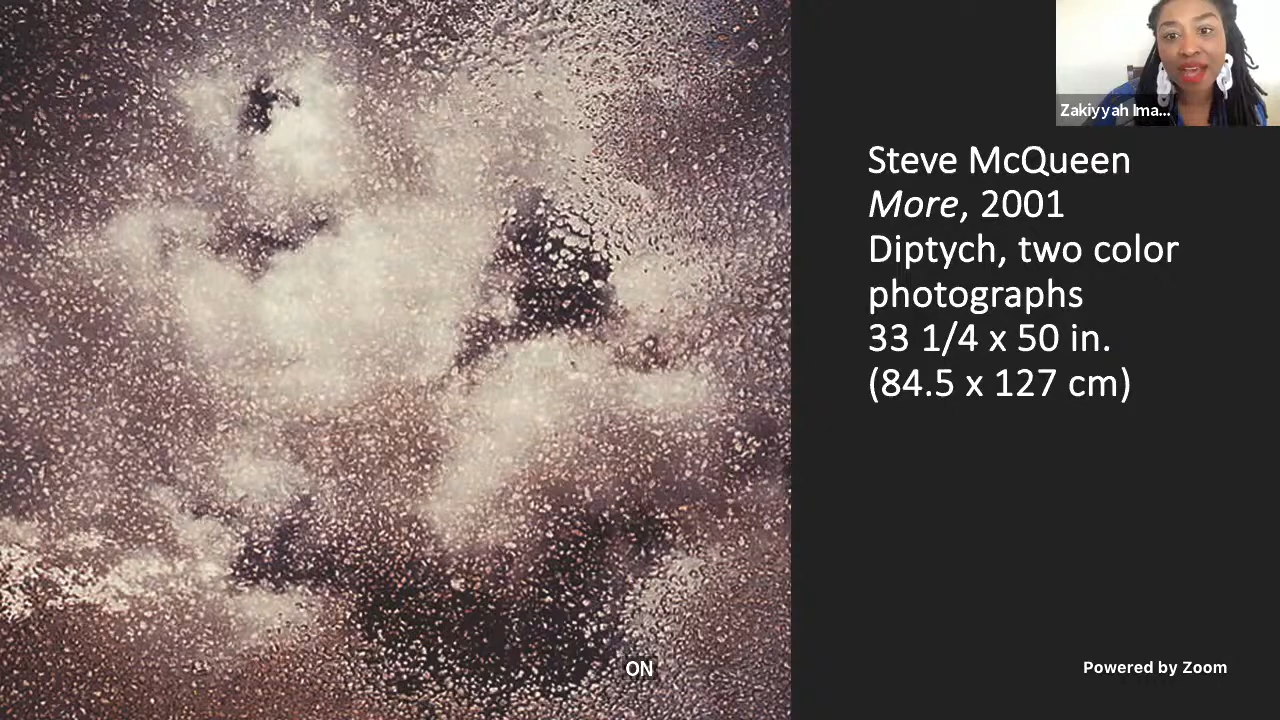 Zakiyyah Ima...
Steve McQueen
More, 2001
Diptych, two color
photographs
33 1/4 x 50 in.
(84.5 x 127 cm)
ON
Powered by Zoom